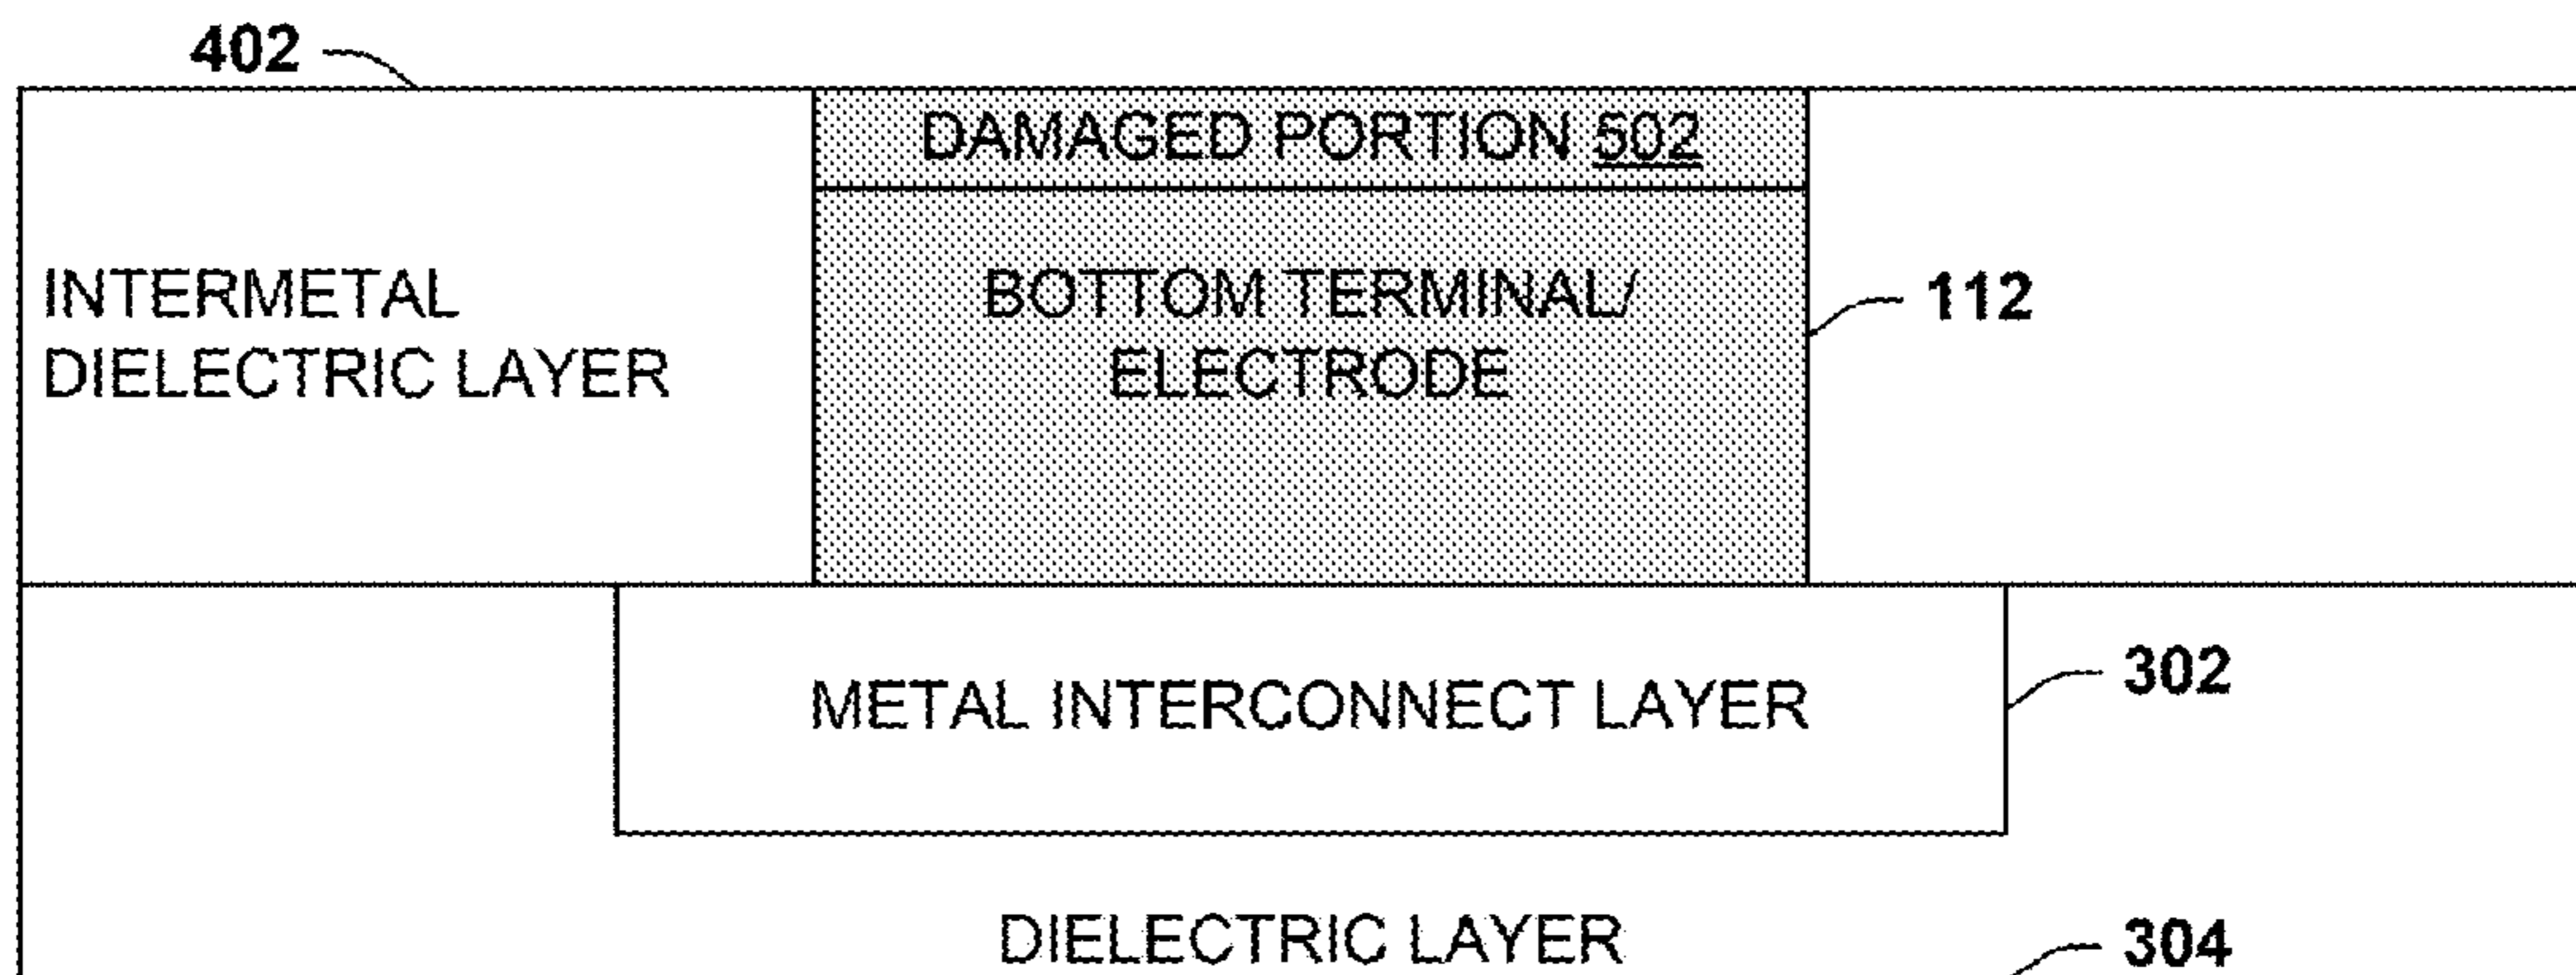 402
DAMAGED PORTION 502
INTERMETAL
DIELECTRIC LAYER
BOTTOM TERMINAL/
ELECTRODE
112
METAL INTERCONNECT LAYER
302
DIELECTRIC LAYER
304